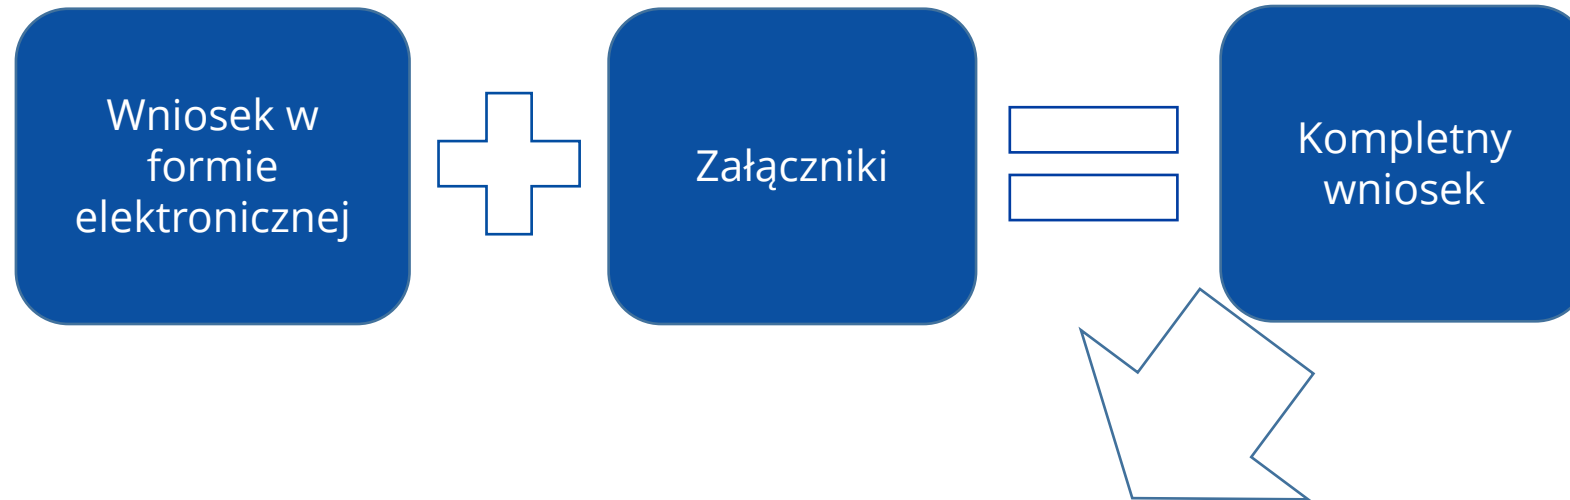 Wniosek w
formie
elektronicznej
Załączniki
Kompletny
wniosek